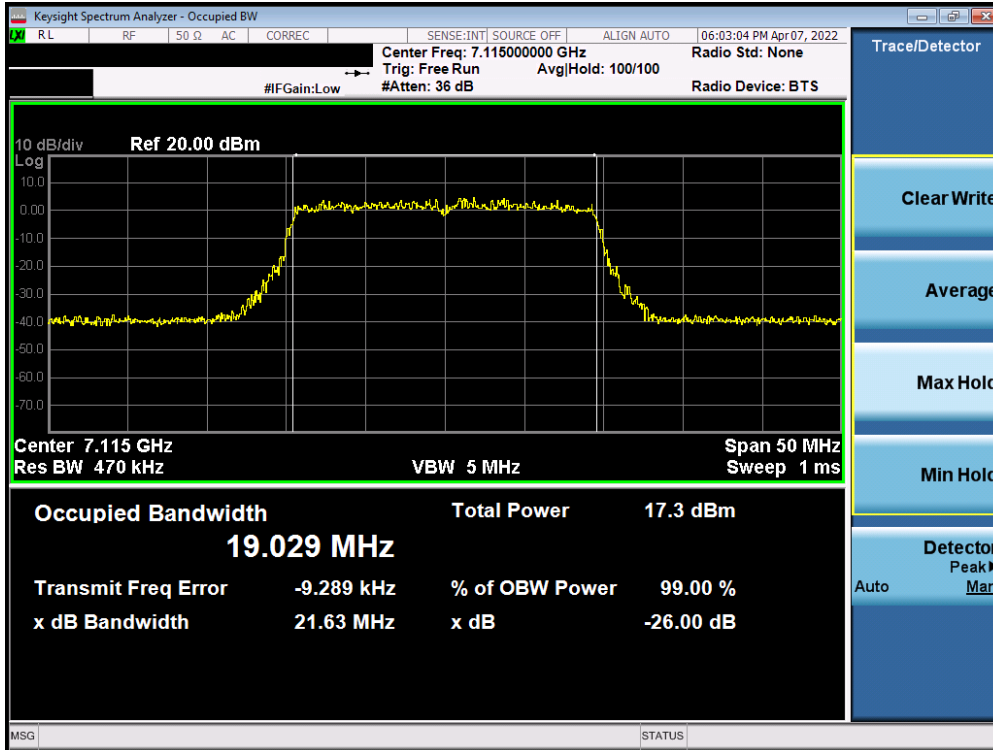 Keysight Spectrum Analyzer - Occupied BW
LXI RL RF 50 Ω AC CORREC SENSE:INT SOURCE OFF ALIGN AUTO 06:03:04 PM Apr 07, 2022
Center Freq: 7.115000000 GHz Radio Std: None
Trig: Free Run Avg|Hold: 100/100
#IFGain:Low #Atten: 36 dB Radio Device: BTS
10 dB/div Ref 20.00 dBm
Log
10.0
0.00
-10.0
-20.0
-30.0
-40.0
-50.0
-60.0
-70.0
Center 7.115 GHz Span 50 MHz
Res BW 470 kHz VBW 5 MHz Sweep 1 ms
Occupied Bandwidth Total Power 17.3 dBm
19.029 MHz
Transmit Freq Error -9.289 kHz % of OBW Power 99.00 %
x dB Bandwidth 21.63 MHz x dB -26.00 dB
MSG STATUS
Trace/Detector
Clear Write
Average
Max Hold
Min Hold
Detector
Peak
Auto Man